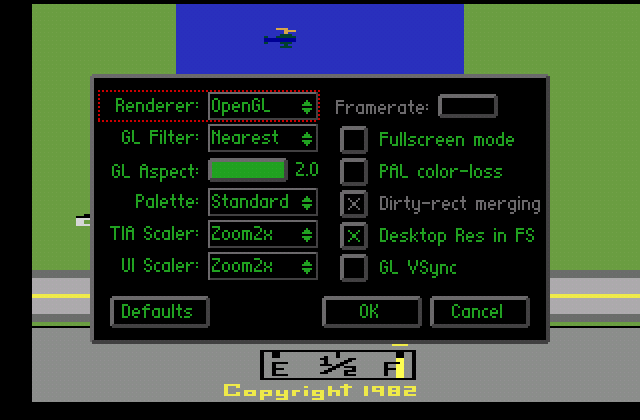 Renderer: OpenGL Framerate:
GL Filter: Nearest Fullscreen mode
GL Aspect: 2.0 PAL color-loss
Palette: Standard Dirty-rect merging
TIA Scaler: Zoom2x Desktop Res in FS
UI Scaler: Zoom2x GL VSync
Defaults OK Cancel
E 1/2 F
Copyright 1982